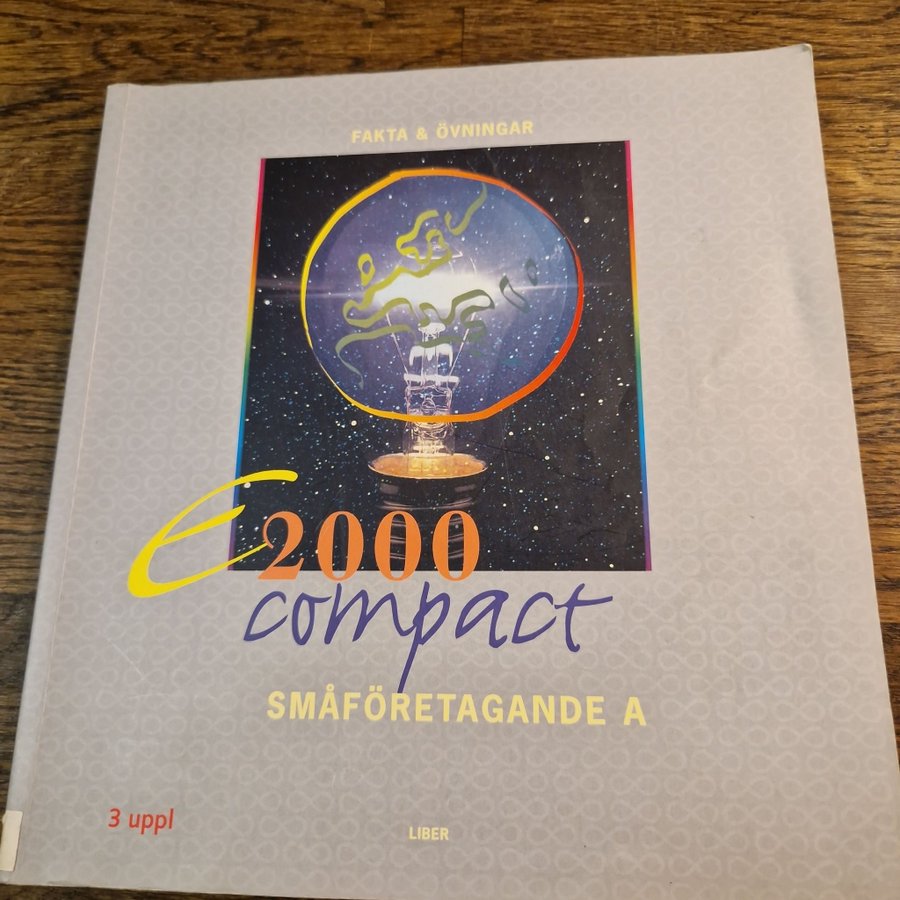 FAKTA & ÖVNINGAR
E2000
compact
SMÅFÖRETAGANDE A
3 uppl
LIBER